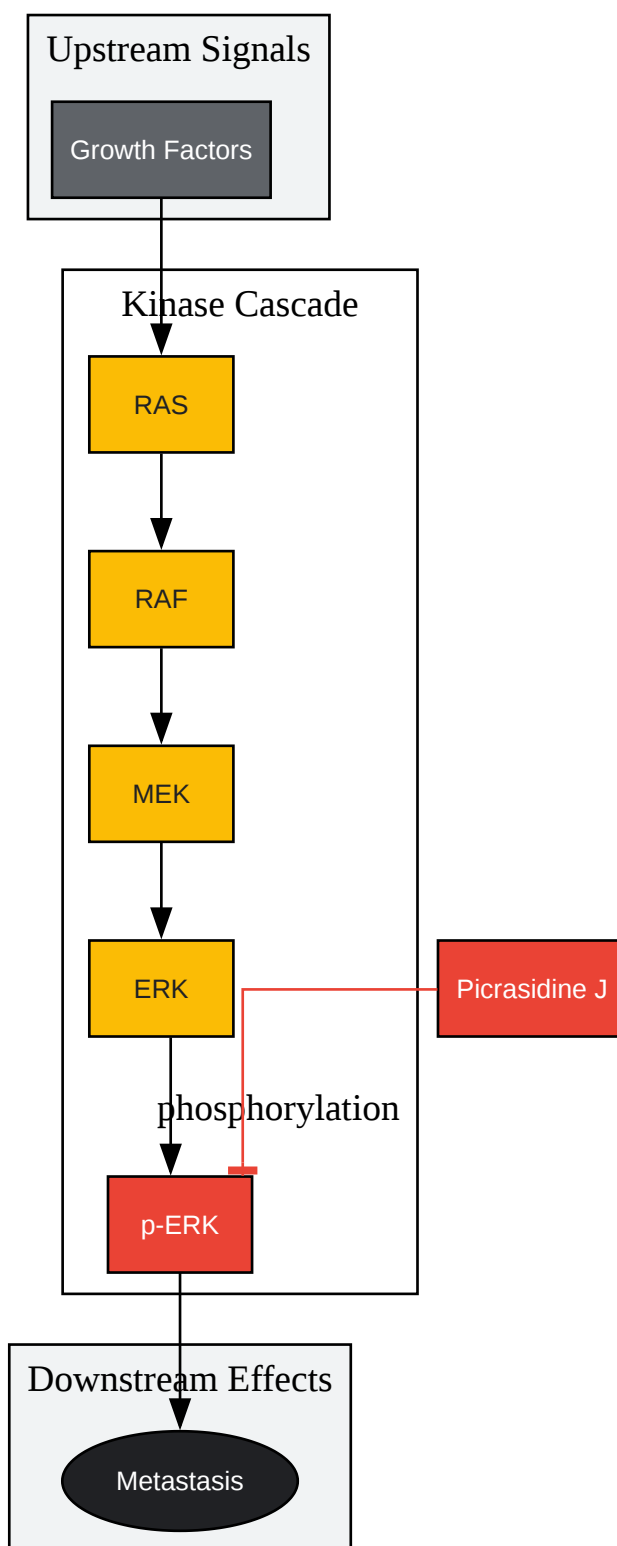 Upstream Signals
Growth Factors
Kinase Cascade
RAS
RAF
MEK
ERK
Picrasidine J
phosphorylation
p-ERK
Downstream Effects
Metastasis